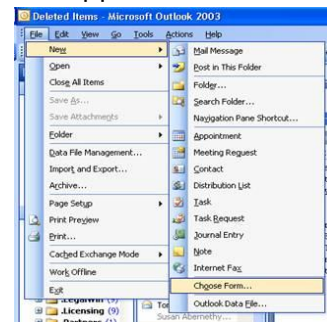 Deleted Items - Microsoft Outlook 2003
File Edit View Go Tools Actions Help
New
Open
Close All Items
Save As...
Save Attachments
Folder
Data File Management...
Import and Export...
Archive...
Page Setup
Print Preview
Print...
Cached Exchange Mode
Work Offline
Exit
Mail Message
Post in This Folder
Folder...
Search Folder...
Navigation Pane Shortcut...
Appointment
Meeting Request
Contact
Distribution List
Task
Task Request
Journal Entry
Note
Internet Fax
Choose Form...
Outlook Data File...
.Licensing (9)
Susan Abernethy...